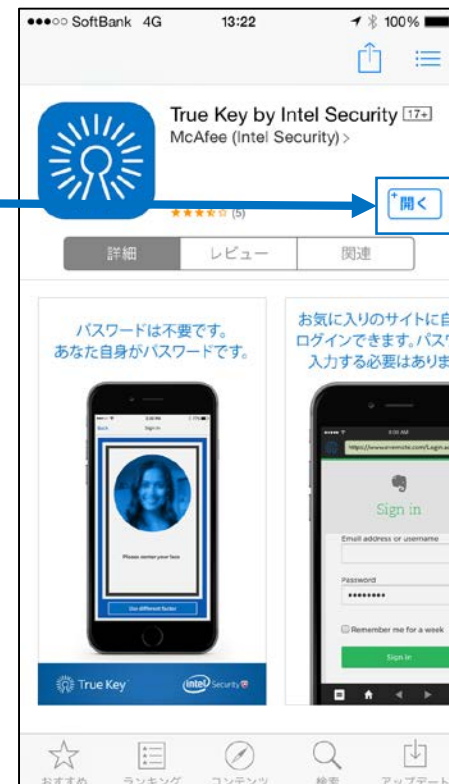 SoftBank 4G 13:22 100%
True Key by Intel Security 17+
McAfee (Intel Security) >
(5)
+開く
詳細 レビュー 関連
パスワードは不要です。
あなた自身がパスワードです。
Back Sign in
Please center your face
Use different factor
True Key
intel Security
お気に入りのサイトに自
ログインできます。パス
入力する必要はありま
Sign in
Email address or username
Password
Remember me for a week
Sign in
おすすめ ランキング コンテンツ 検索 アップデート